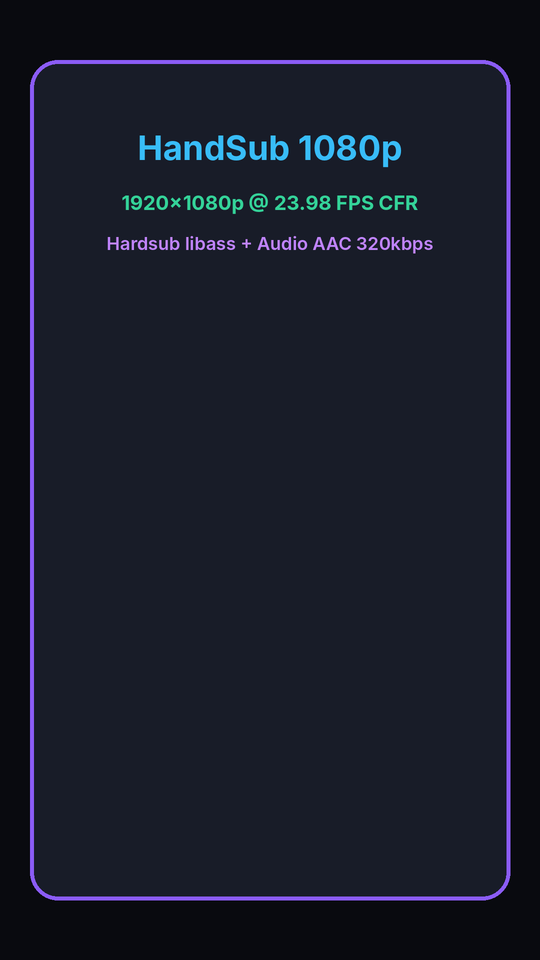 HandSub 1080p
1920×1080p @ 23.98 FPS CFR
Hardsub libass + Audio AAC 320kbps